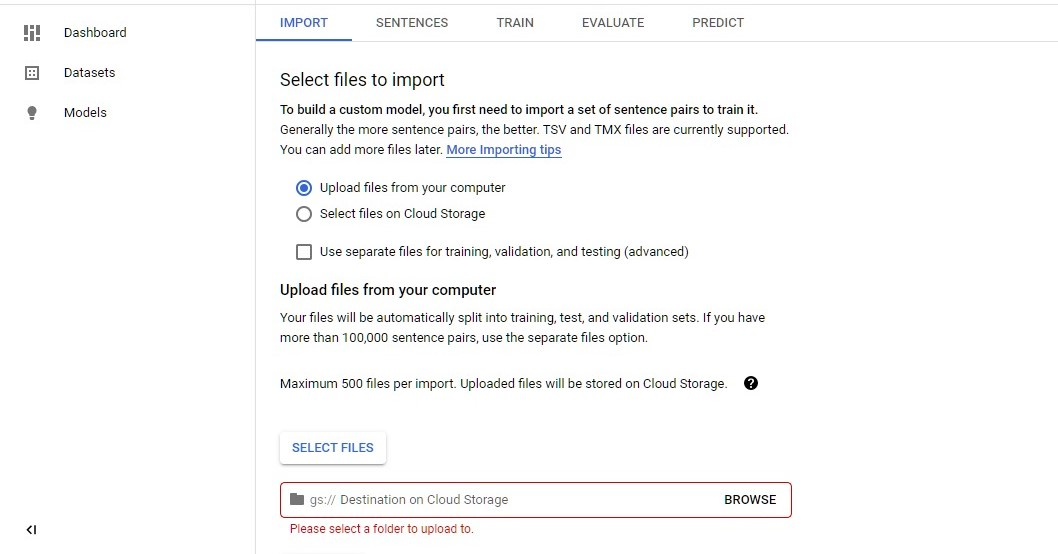 Dashboard
Datasets
Models
IMPORT SENTENCES TRAIN EVALUATE PREDICT
Select files to import
To build a custom model, you first need to import a set of sentence pairs to train it.
Generally the more sentence pairs, the better. TSV and TMX files are currently supported.
You can add more files later. More Importing tips
Upload files from your computer
Select files on Cloud Storage
Use separate files for training, validation, and testing (advanced)
Upload files from your computer
Your files will be automatically split into training, test, and validation sets. If you have
more than 100,000 sentence pairs, use the separate files option.
Maximum 500 files per import. Uploaded files will be stored on Cloud Storage. ?
SELECT FILES
gs:// Destination on Cloud Storage BROWSE
Please select a folder to upload to.